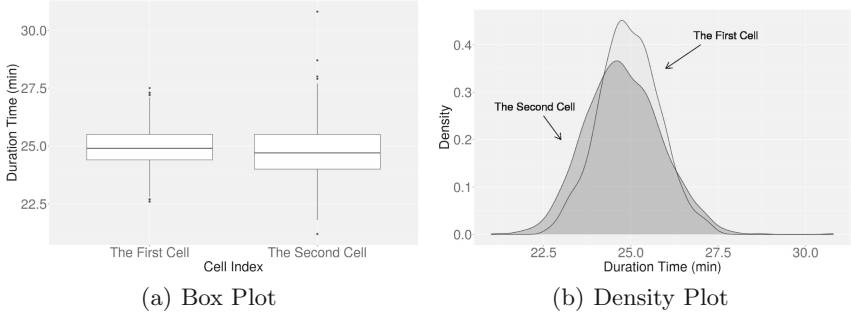 Duration Time (min)
30.0
27.5
25.0
22.5
The First Cell
The Second Cell
Cell Index
(a) Box Plot
Density
0.4
0.3
0.2
0.1
0.0
The First Cell
The Second Cell
22.5
25.0
27.5
30.0
Duration Time (min)
(b) Density Plot